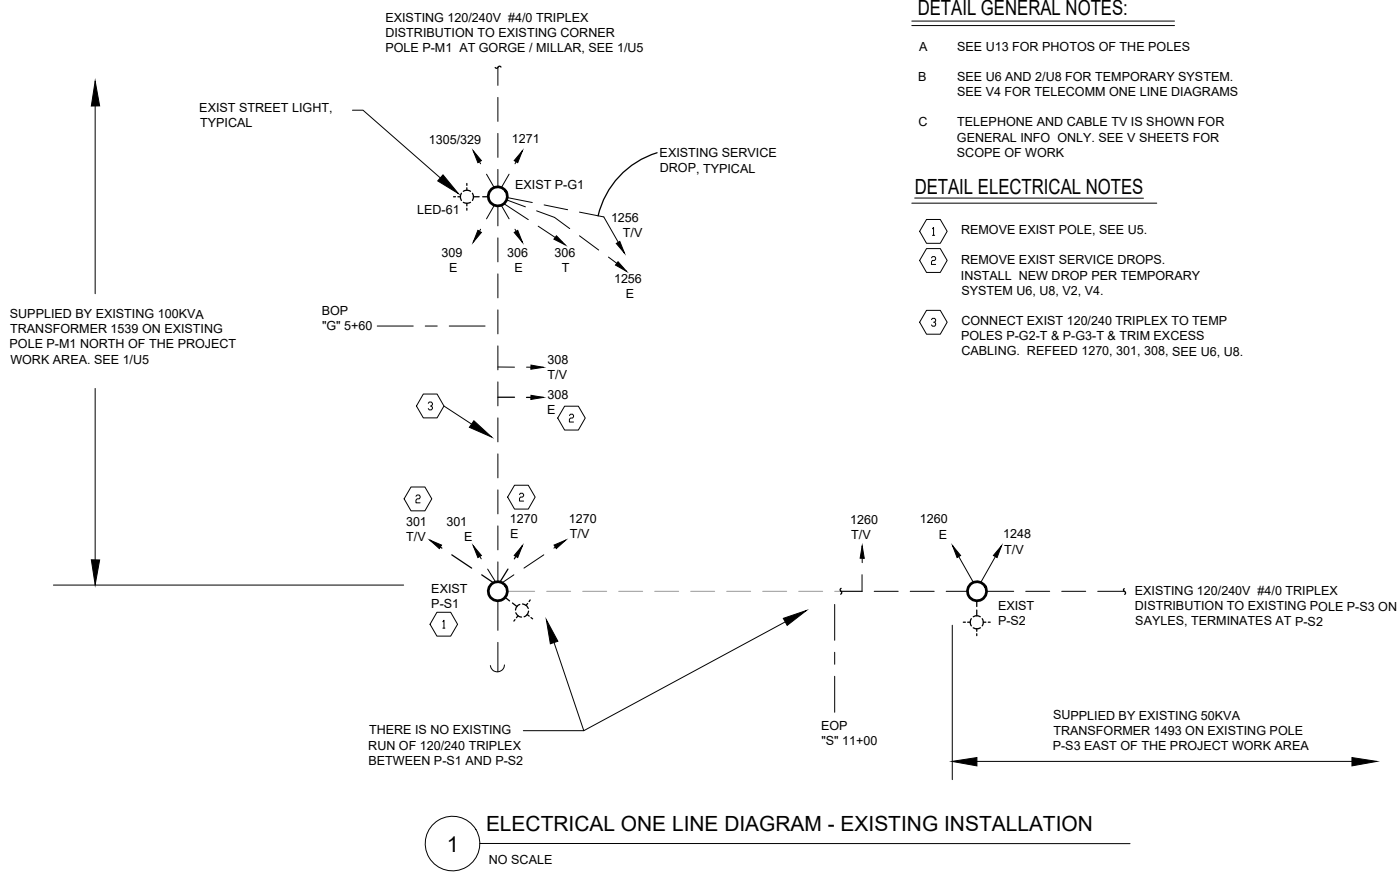 EXISTING 120/240V #4/0 TRIPLEX
DISTRIBUTION TO EXISTING CORNER
POLE P-M1 AT GORGE / MILLAR, SEE 1/U5
EXIST STREET LIGHT,
TYPICAL
1305/329
1271
EXISTING SERVICE
DROP, TYPICAL
EXIST P-G1
LED-61
1256
T/V
309
E
306
E
306
T
1256
E
SUPPLIED BY EXISTING 100KVA
TRANSFORMER 1539 ON EXISTING
POLE P-M1 NORTH OF THE PROJECT
WORK AREA. SEE 1/U5
BOP
"G" 5+60
308
T/V
308
E
2
3
2
301
T/V
301
E
2
1270
E
1270
T/V
EXIST
P-S1
1
1260
T/V
1260
E
1248
T/V
EXIST
P-S2
EXISTING 120/240V #4/0 TRIPLEX
DISTRIBUTION TO EXISTING POLE P-S3 ON
SAYLES, TERMINATES AT P-S2
THERE IS NO EXISTING
RUN OF 120/240 TRIPLEX
BETWEEN P-S1 AND P-S2
EOP
"S" 11+00
SUPPLIED BY EXISTING 50KVA
TRANSFORMER 1493 ON EXISTING POLE
P-S3 EAST OF THE PROJECT WORK AREA
DETAIL GENERAL NOTES:
A SEE U13 FOR PHOTOS OF THE POLES
B SEE U6 AND 2/U8 FOR TEMPORARY SYSTEM.
SEE V4 FOR TELECOMM ONE LINE DIAGRAMS
C TELEPHONE AND CABLE TV IS SHOWN FOR
GENERAL INFO ONLY. SEE V SHEETS FOR
SCOPE OF WORK
DETAIL ELECTRICAL NOTES
1 REMOVE EXIST POLE, SEE U5.
2 REMOVE EXIST SERVICE DROPS.
INSTALL NEW DROP PER TEMPORARY
SYSTEM U6, U8, V2, V4.
3 CONNECT EXIST 120/240 TRIPLEX TO TEMP
POLES P-G2-T & P-G3-T & TRIM EXCESS
CABLING. REFEED 1270, 301, 308, SEE U6, U8.
1 ELECTRICAL ONE LINE DIAGRAM - EXISTING INSTALLATION
NO SCALE